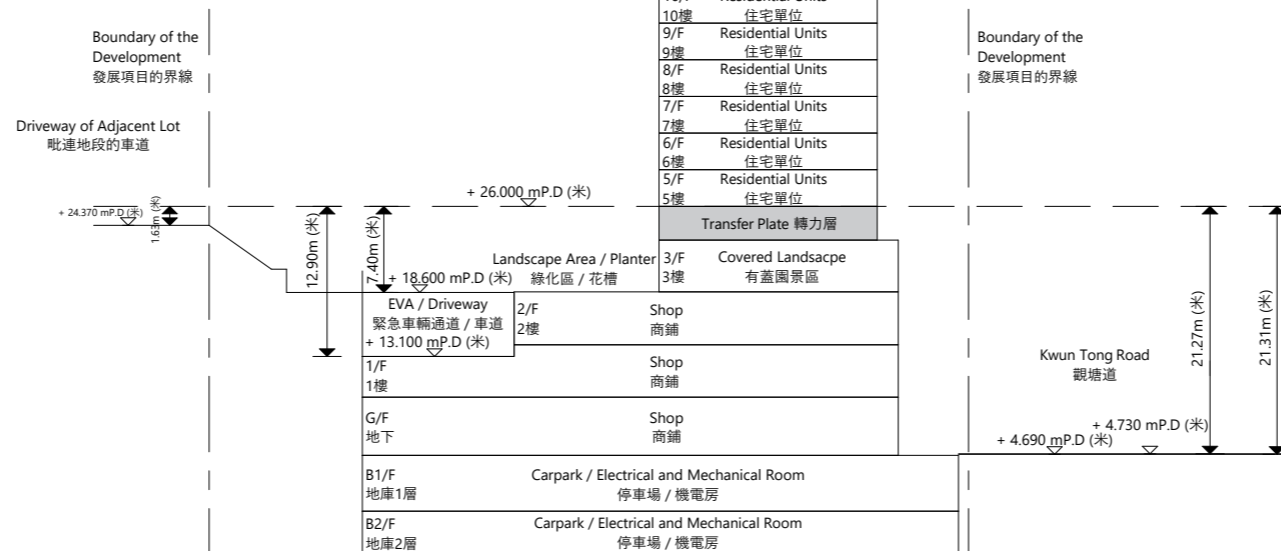 Residential Units
10樓 住宅單位
Boundary of the
Development
發展項目的界線
9/F Residential Units
9樓 住宅單位
Boundary of the
Development
發展項目的界線
8/F Residential Units
8樓 住宅單位
7/F Residential Units
7樓 住宅單位
Driveway of Adjacent Lot
毗連地段的車道
6/F Residential Units
6樓 住宅單位
5/F Residential Units
5樓 住宅單位
+ 26.000 mP.D (米)
+ 24.370 mP.D (米)
1.63m (米)
12.90m (米)
7.40m (米)
Transfer Plate 轉力層
Landscape Area / Planter
綠化區 / 花槽
3/F Covered Landsacpe
3樓 有蓋園景區
+ 18.600 mP.D (米)
EVA / Driveway
緊急車輛通道 / 車道
+ 13.100 mP.D (米)
2/F Shop
2樓 商鋪
1/F Shop
1樓 商鋪
G/F Shop
地下 商鋪
Kwun Tong Road
觀塘道
21.27m (米)
21.31m (米)
+ 4.730 mP.D (米)
+ 4.690 mP.D (米)
B1/F Carpark / Electrical and Mechanical Room
地庫1層 停車場 / 機電房
B2/F Carpark / Electrical and Mechanical Room
地庫2層 停車場 / 機電房